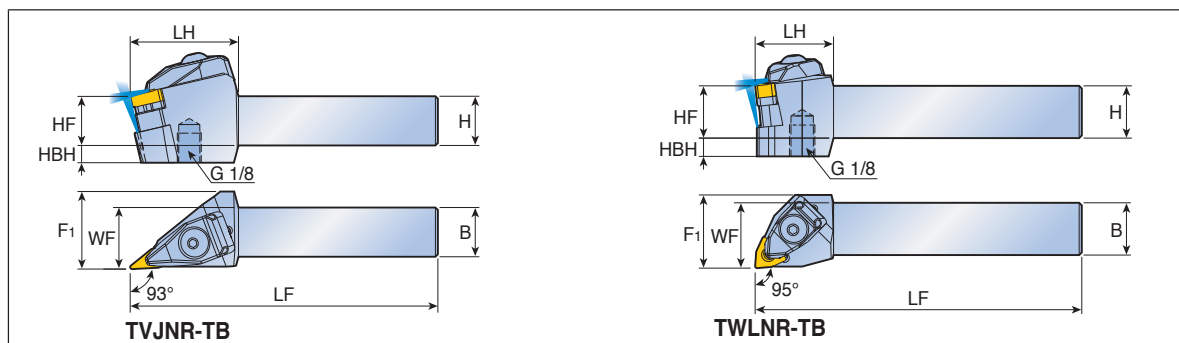 LH
HF
H
HBH
G 1/8
F1
WF
B
93°
LF
TVJNR-TB
LH
HF
H
HBH
G 1/8
F1
WF
B
95°
LF
TWLNR-TB